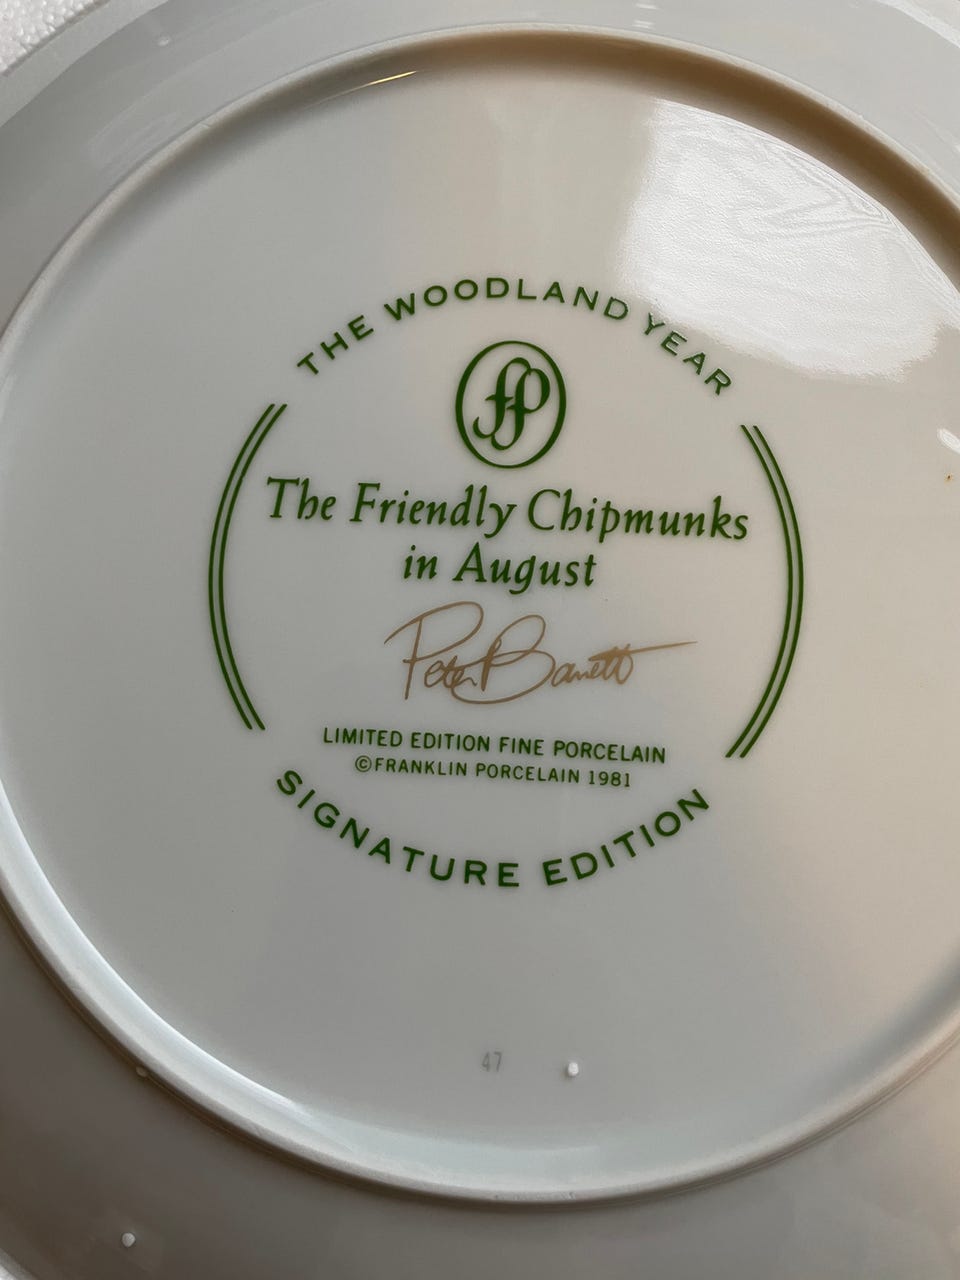 THE WOODLAND YEAR
fp
The Friendly Chipmunks
in August
Peter Barrett
LIMITED EDITION FINE PORCELAIN
©FRANKLIN PORCELAIN 1981
SIGNATURE EDITION
47